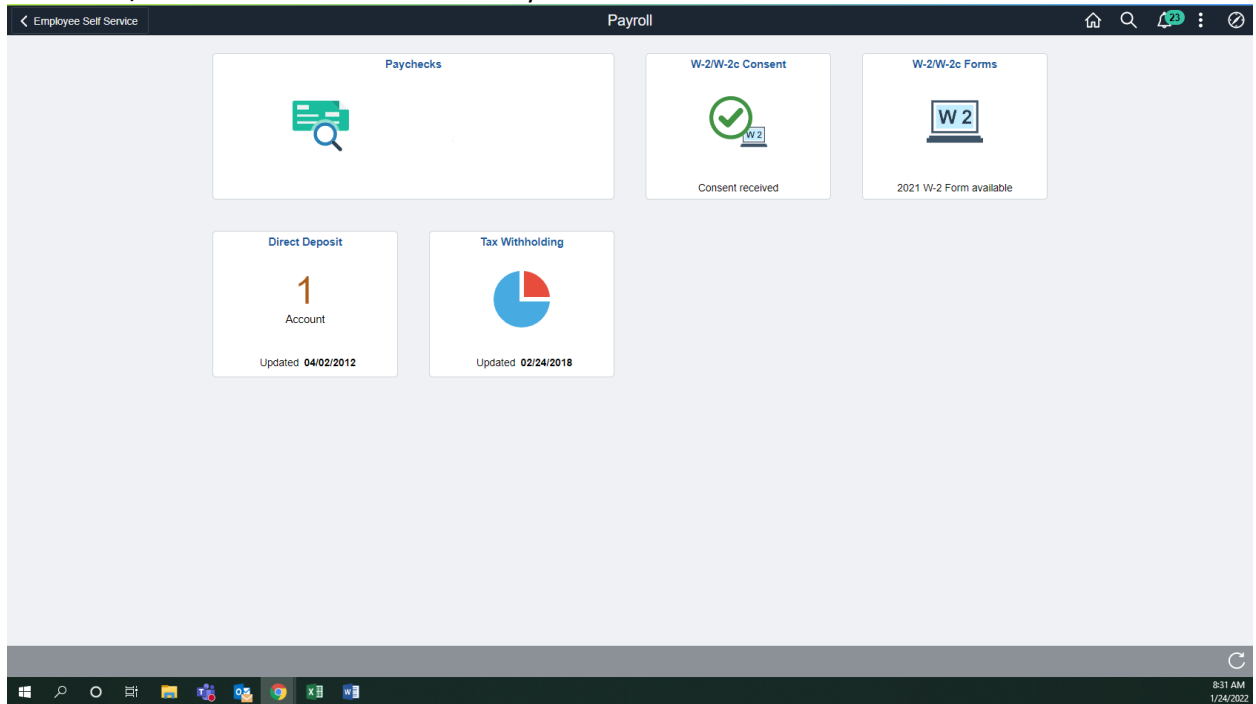 Employee Self Service
Payroll
23
Paychecks
W-2/W-2c Consent
W 2
Consent received
W-2/W-2c Forms
W 2
2021 W-2 Form available
Direct Deposit
1
Account
Updated 04/02/2012
Tax Withholding
Updated 02/24/2018
8:31 AM
1/24/2022